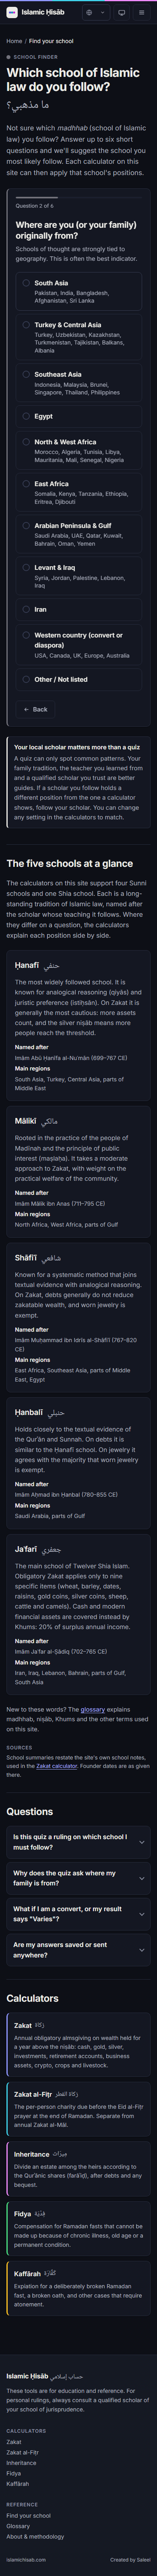 Islamic Ḥisāb
Home / Find your school
SCHOOL FINDER
Which school of Islamic
law do you follow?
ما مذهبي؟
Not sure which madhhab (school of Islamic
law) you follow? Answer up to six
questions and we'll suggest the school you
most likely follow. Each calculator on this
site can then apply that school's positions.
Question 2 of 6
Where are you (or your family)
originally from?
Schools of thought are strongly tied to
geography. This is often the key indicator.
South Asia
Pakistan, India, Bangladesh,
Afghanistan, Sri Lanka
Turkey & Central Asia
Turkey, Uzbekistan, Kazakhstan,
Turkmenistan, Tajikistan, Balkans,
Albania
Southeast Asia
Indonesia, Malaysia, Brunei,
Singapore, Thailand, Philippines
Egypt
North & West Africa
Morocco, Algeria, Tunisia, Libya,
Mauritania, Mali, Senegal, Nigeria
East Africa
Somalia, Kenya, Tanzania, Ethiopia,
Eritrea, Djibouti
Arabian Peninsula & Gulf
Saudi Arabia, UAE, Qatar, Kuwait,
Bahrain, Oman, Yemen
Levant & Iraq
Syria, Jordan, Palestine, Lebanon,
Iraq
Iran
Western country (convert or
diaspora)
USA, Canada, UK, Europe, Australia
Other / Not listed
← Back
Your local scholar matters more than a quiz
A quiz can only spot common patterns. Your
family tradition, the teacher you learned from
and a qualified scholar you trust are better
guides. If a scholar you follow holds a
different position from the one a calculator
shows, follow your scholar. You can change
any setting in the calculators to match.
The five schools at a glance
The calculators on this site support four Sunni
schools and one Shia school. Each is a long-
standing tradition of Islamic law, named after
the scholar whose teaching it follows. Where
they differ on an answer, the calculators
explain each position side by side.
Ḥanafī حنفي
The most widely followed school. It is
known for analogical reasoning (qiyās) and
juristic preference (istiḥsān). On Zakat it is
generally the most cautious: more assets
count, and the silver niṣāb means more
people reach the threshold.
Named after
Imām Abū Ḥanīfa al-Nuʿmān (699–767 CE)
Main regions
South Asia, Turkey, Central Asia, parts of
Middle East
Mālikī مالكي
Rooted in the practice of the people of
Madīnah and the principle of public
interest (maṣlaḥa). It takes a moderate
approach to Zakat, with weight on the
practical welfare of the community.
Named after
Imām Mālik ibn Anas (711–795 CE)
Main regions
North Africa, West Africa, parts of Gulf
Shāfiʿī شافعي
Known for a systematic method that joins
textual evidence with analogical reasoning.
On Zakat, debts generally do not reduce
zakatable wealth, and worn jewelry is
exempt.
Named after
Imām Muḥammad ibn Idrīs al-Shāfiʿī (767–820
CE)
Main regions
East Africa, Southeast Asia, parts of Middle
East, Egypt
Ḥanbalī حنبلي
Holds closely to the textual evidence of
the Qurʾān and Sunnah. On debts it is
similar to the Ḥanafī school. On jewelry it
agrees with the majority that worn jewelry
is exempt.
Named after
Imām Aḥmad ibn Ḥanbal (780–855 CE)
Main regions
Saudi Arabia, parts of Gulf
Jaʿfarī جعفري
The main school of Twelver Shia Islam.
Obligatory Zakat applies only to nine
specific items (wheat, barley, dates,
raisins, gold coins, silver coins, sheep,
cattle and camels). Cash and modern
financial assets are covered instead by
Khums: 20% of surplus annual income.
Named after
Imām Jaʿfar al-Ṣādiq (702–765 CE)
Main regions
Iran, Iraq, Lebanon, Bahrain, parts of Gulf,
South Asia
New to these words? The glossary explains
madhhab, niṣāb, Khums and the other terms used
on this site.
SOURCES
School summaries restate the site's own school notes,
used in the Zakat calculator. Founder dates are as given
there.
Questions
Is this quiz a ruling on which school I
must follow?
Why does the quiz ask where my
family is from?
What if I am a convert, or my result
says "Varies"?
Are my answers saved or sent
anywhere?
Calculators
Zakat زكاة
Annual obligatory almsgiving on wealth held for
a year above the niṣāb: cash, gold, silver,
investments, retirement accounts, business
assets, crypto, crops and livestock.
Zakat al-Fiṭr زكاة الفطر
The per-person charity due before the Eid al-Fiṭr
prayer at the end of Ramadan. Separate from
annual Zakat al-Māl.
Inheritance ميراث
Divide an estate among the heirs according to
the Qurʾānic shares (farāʾiḍ), after debts and any
bequest.
Fidya فدية
Compensation for Ramadan fasts that cannot be
made up because of chronic illness, old age or a
permanent condition.
Kaffārah كفّارة
Expiation for a deliberately broken Ramadan
fast, a broken oath, and other cases that require
atonement.
Islamic Ḥisāb حساب إسلامي
These tools are for education and reference. For
personal rulings, always consult a qualified scholar of
your school of jurisprudence.
CALCULATORS
Zakat
Zakat al-Fiṭr
Inheritance
Fidya
Kaffārah
REFERENCE
Find your school
Glossary
About & methodology
islamichisab.com
Created by Saleel